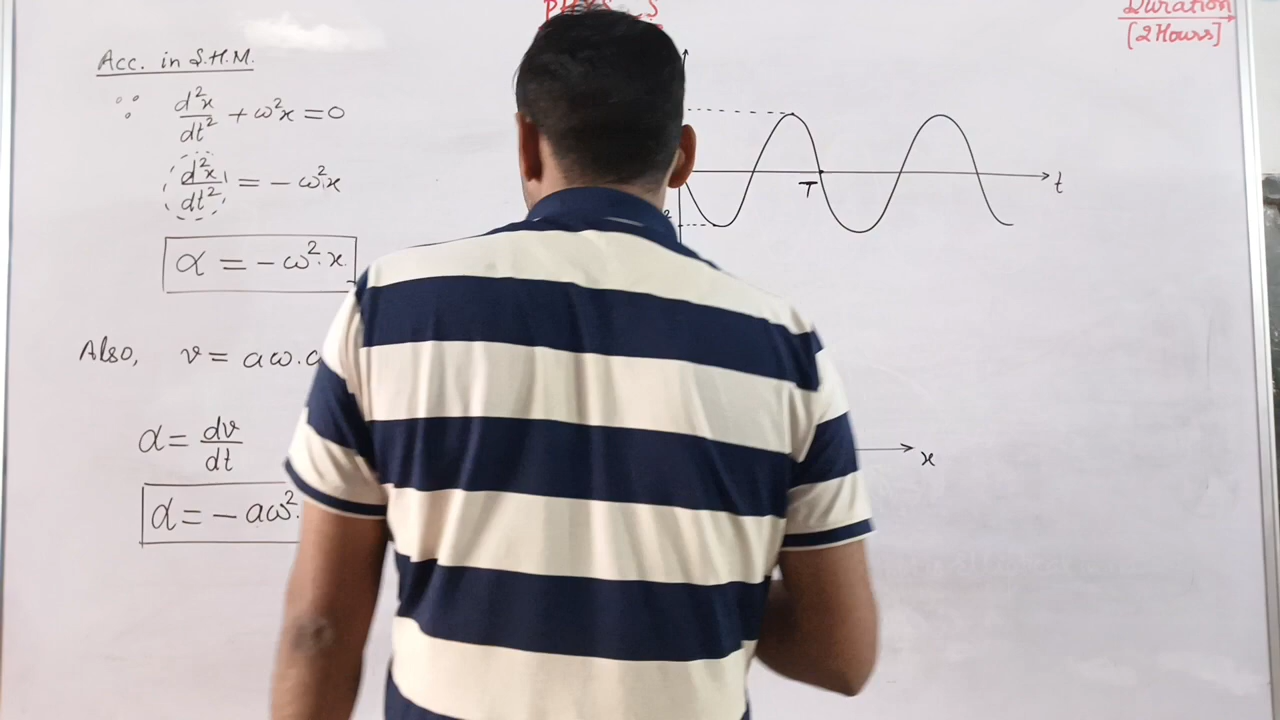 Acc. in S.H.M.
∵ d²x/dt² + ω²x = 0
d²x/dt² = - ω²x
α = - ω².x
Also, v = aω.
α = dv/dt
α = - aω².
Duration
[2 Hours]
t
T
x